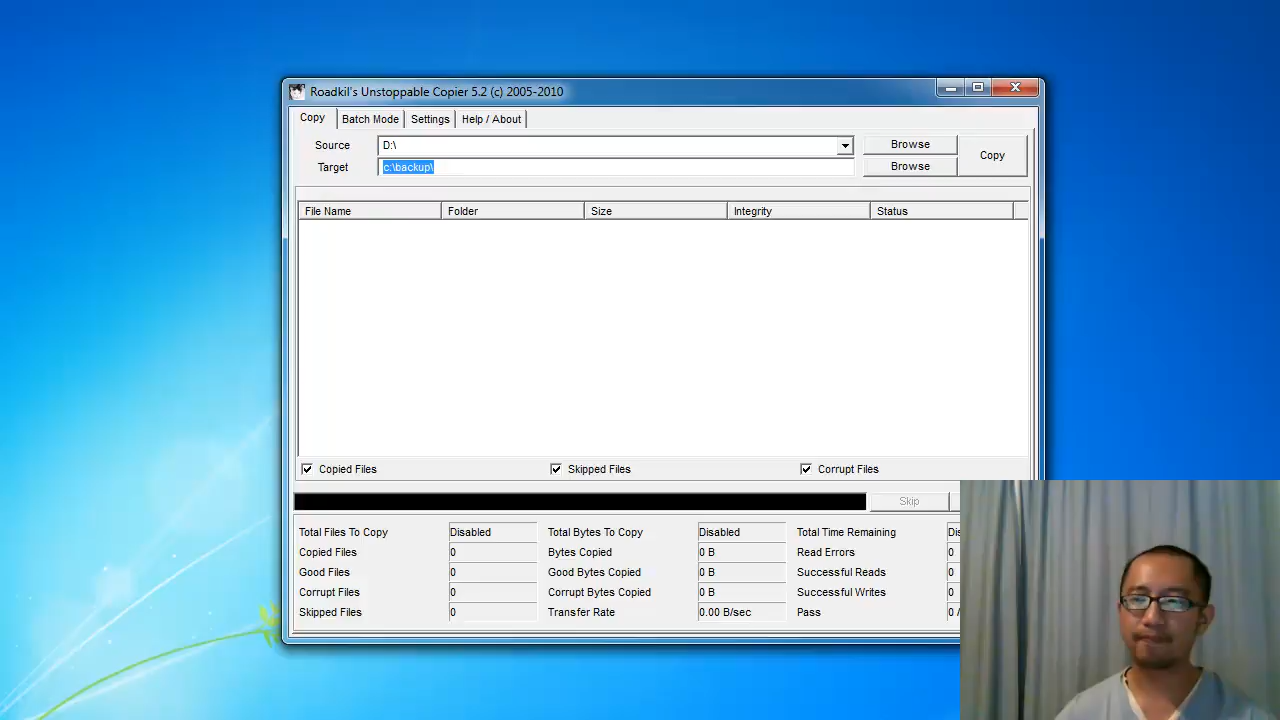 Roadkil's Unstoppable Copier 5.2 (c) 2005-2010
Copy Batch Mode Settings Help / About
Source D:\ Browse Copy
Target c:\backup\ Browse
File Name Folder Size Integrity Status
Copied Files Skipped Files Corrupt Files
Skip
Total Files To Copy Disabled Total Bytes To Copy Disabled Total Time Remaining
Copied Files 0 Bytes Copied 0 B Read Errors 0
Good Files 0 Good Bytes Copied 0 B Successful Reads 0
Corrupt Files 0 Corrupt Bytes Copied 0 B Successful Writes 0
Skipped Files 0 Transfer Rate 0.00 B/sec Pass 0 /